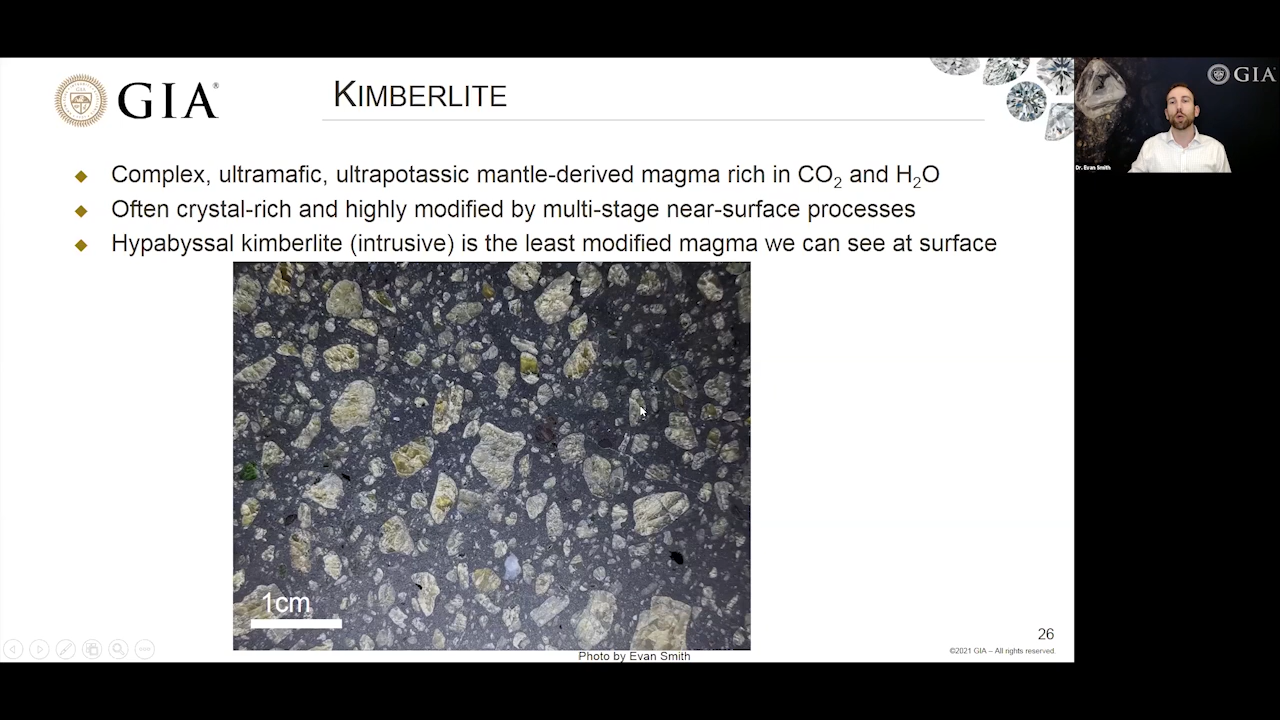 GIA®
KIMBERLITE
GIA
Dr. Evan Smith
Complex, ultramafic, ultrapotassic mantle-derived magma rich in CO2 and H2O
Often crystal-rich and highly modified by multi-stage near-surface processes
Hypabyssal kimberlite (intrusive) is the least modified magma we can see at surface
1cm
26
©2021 GIA – All rights reserved.
Photo by Evan Smith